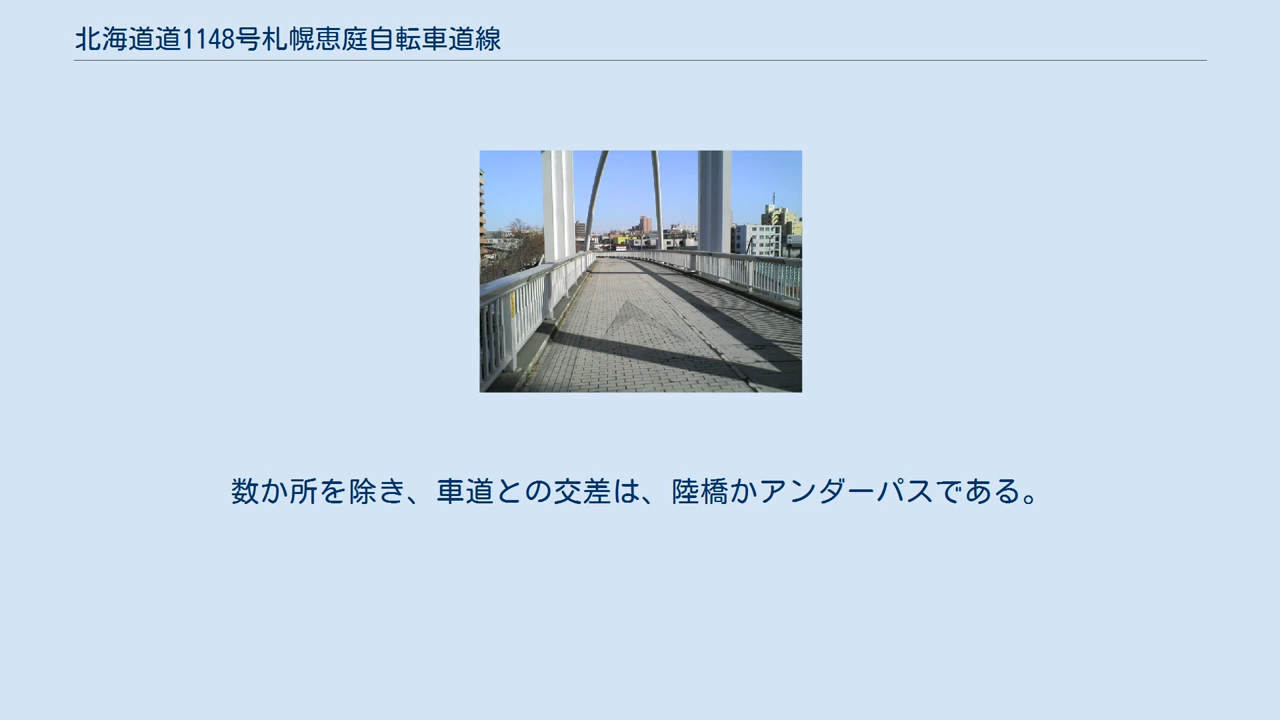 北海道道1148号札幌恵庭自転車道線
数か所を除き、車道との交差は、陸橋かアンダーパスである。